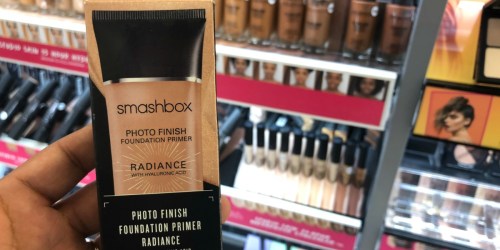 smashbox
PHOTO FINISH
FOUNDATION PRIMER
RADIANCE
WITH HYALURONIC ACID
PHOTO FINISH
FOUNDATION PRIMER
RADIANCE